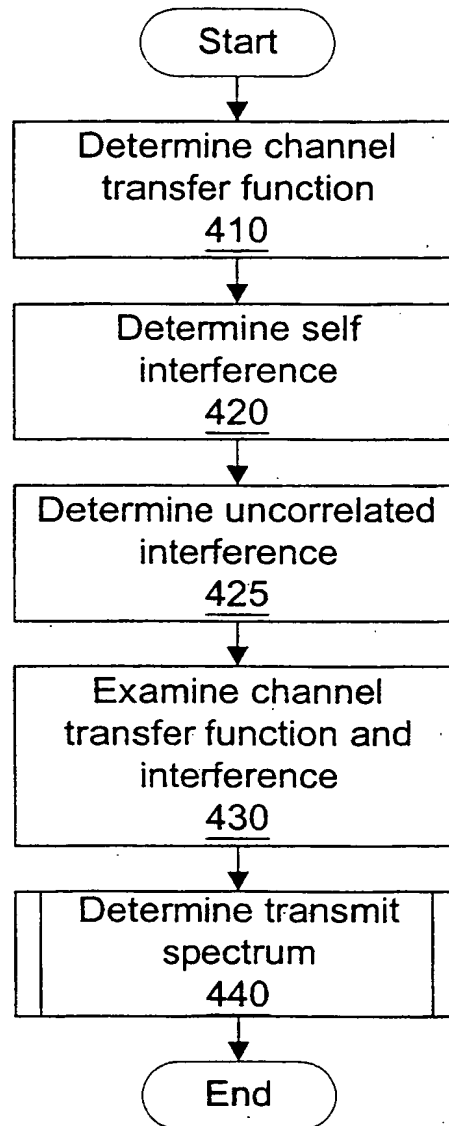 Start
Determine channel
transfer function
410
Determine self
interference
420
Determine uncorrelated
interference
425
Examine channel
transfer function and
interference
430
Determine transmit
spectrum
440
End